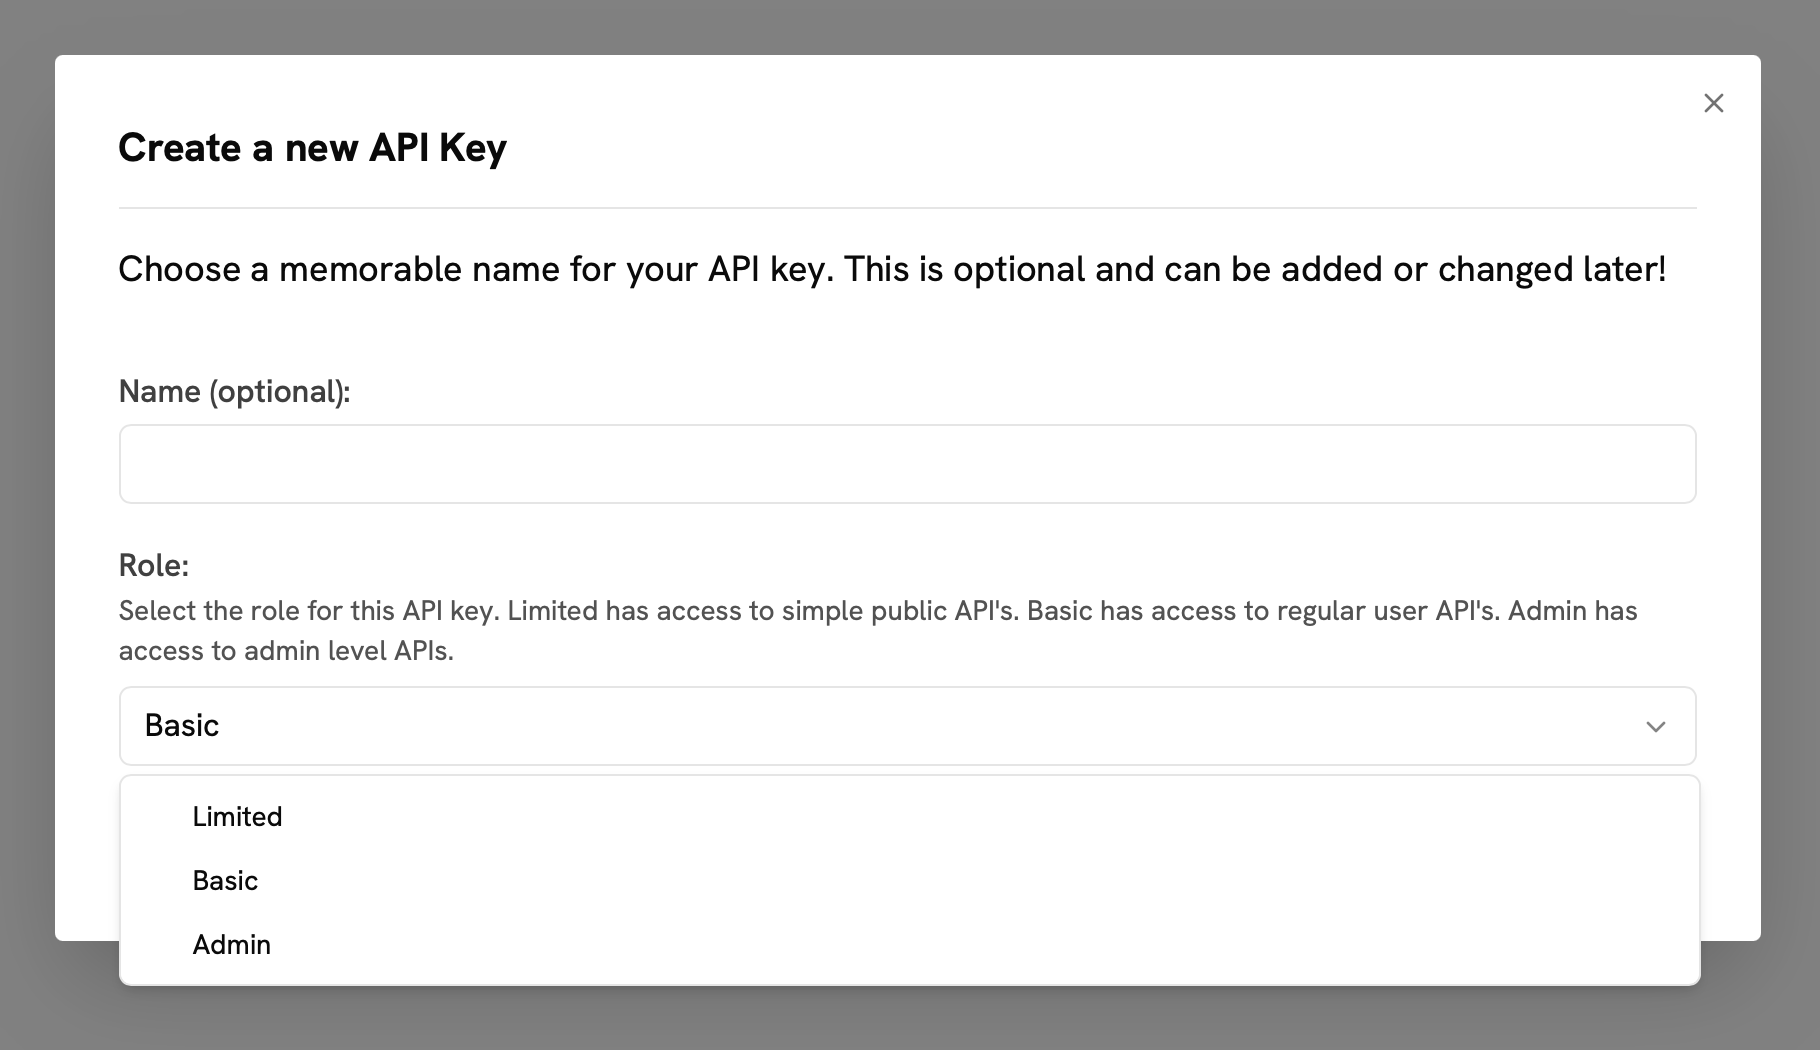 Create a new API Key
Choose a memorable name for your API key. This is optional and can be added or changed later!
Name (optional):
Role:
Select the role for this API key. Limited has access to simple public API's. Basic has access to regular user API's. Admin has
access to admin level APIs.
Basic
Limited
Basic
Admin